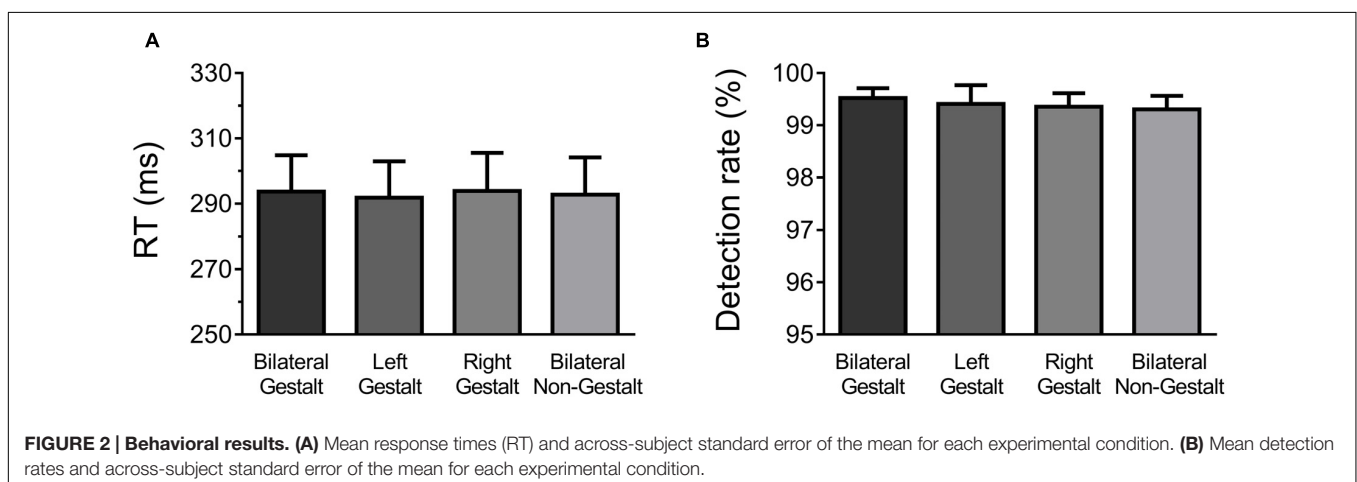 A
RT (ms)
330
310
290
270
250
Bilateral Gestalt
Left Gestalt
Right Gestalt
Bilateral Non-Gestalt
B
Detection rate (%)
100
99
98
97
96
95
Bilateral Gestalt
Left Gestalt
Right Gestalt
Bilateral Non-Gestalt
FIGURE 2 | Behavioral results. (A) Mean response times (RT) and across-subject standard error of the mean for each experimental condition. (B) Mean detection
rates and across-subject standard error of the mean for each experimental condition.